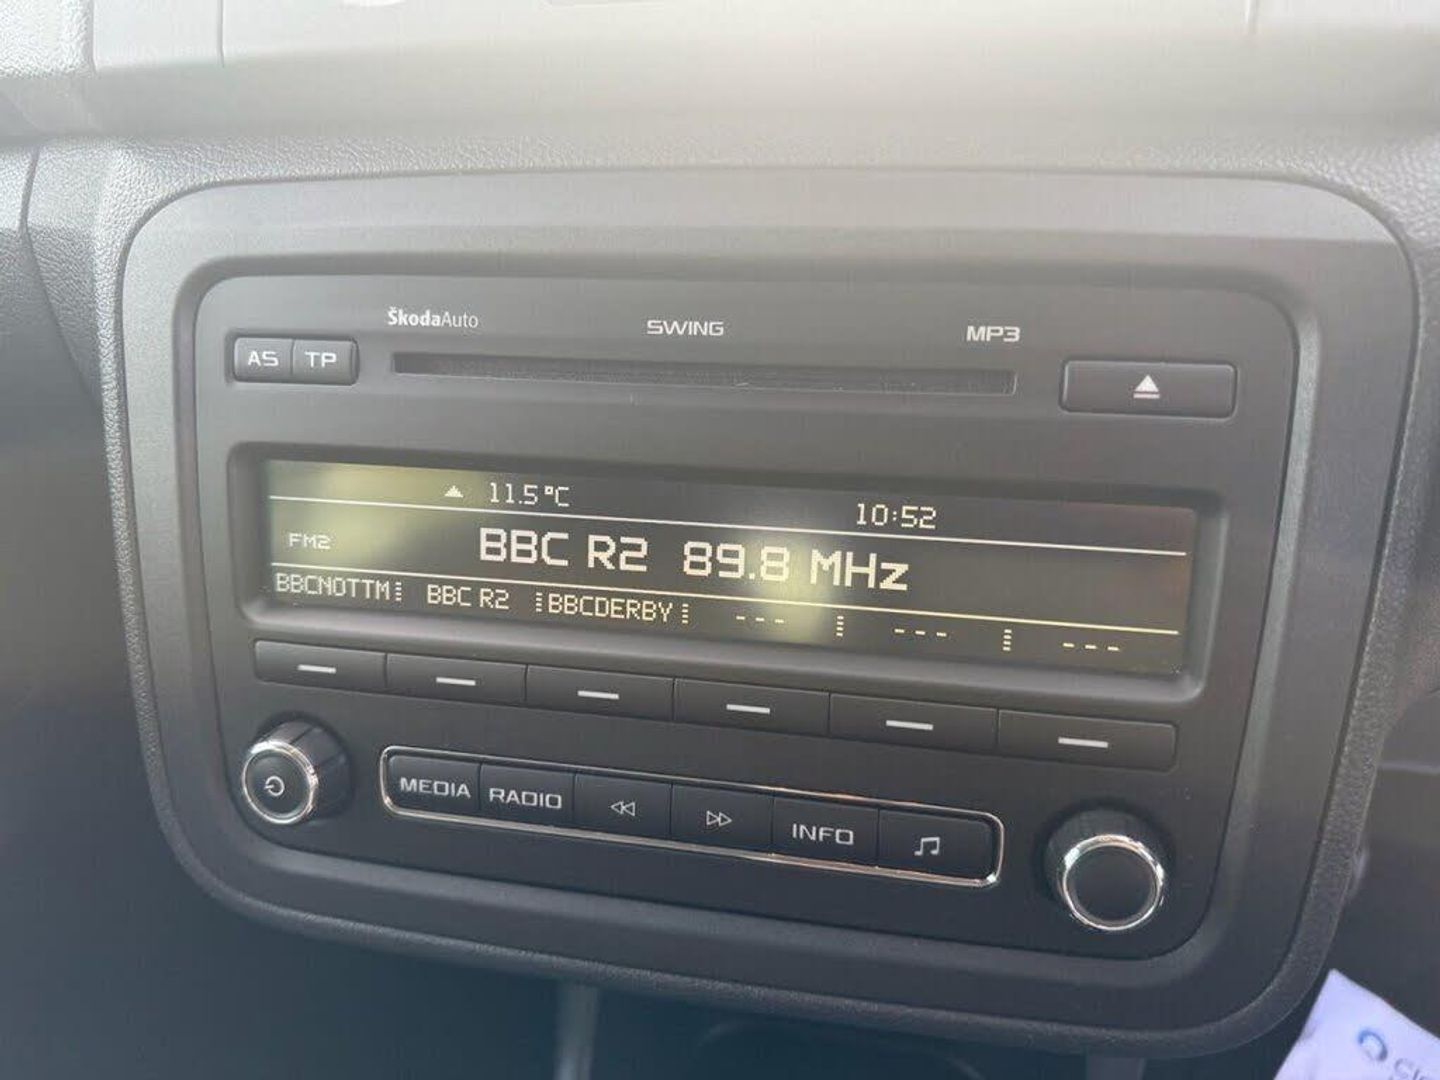 ŠkodaAuto SWING MP3
AS TP
11.5°C 10:52
FM2 BBC R2 89.8 MHz
BBCNOTTM BBC R2 BBCDERBY --- --- ---
MEDIA RADIO INFO